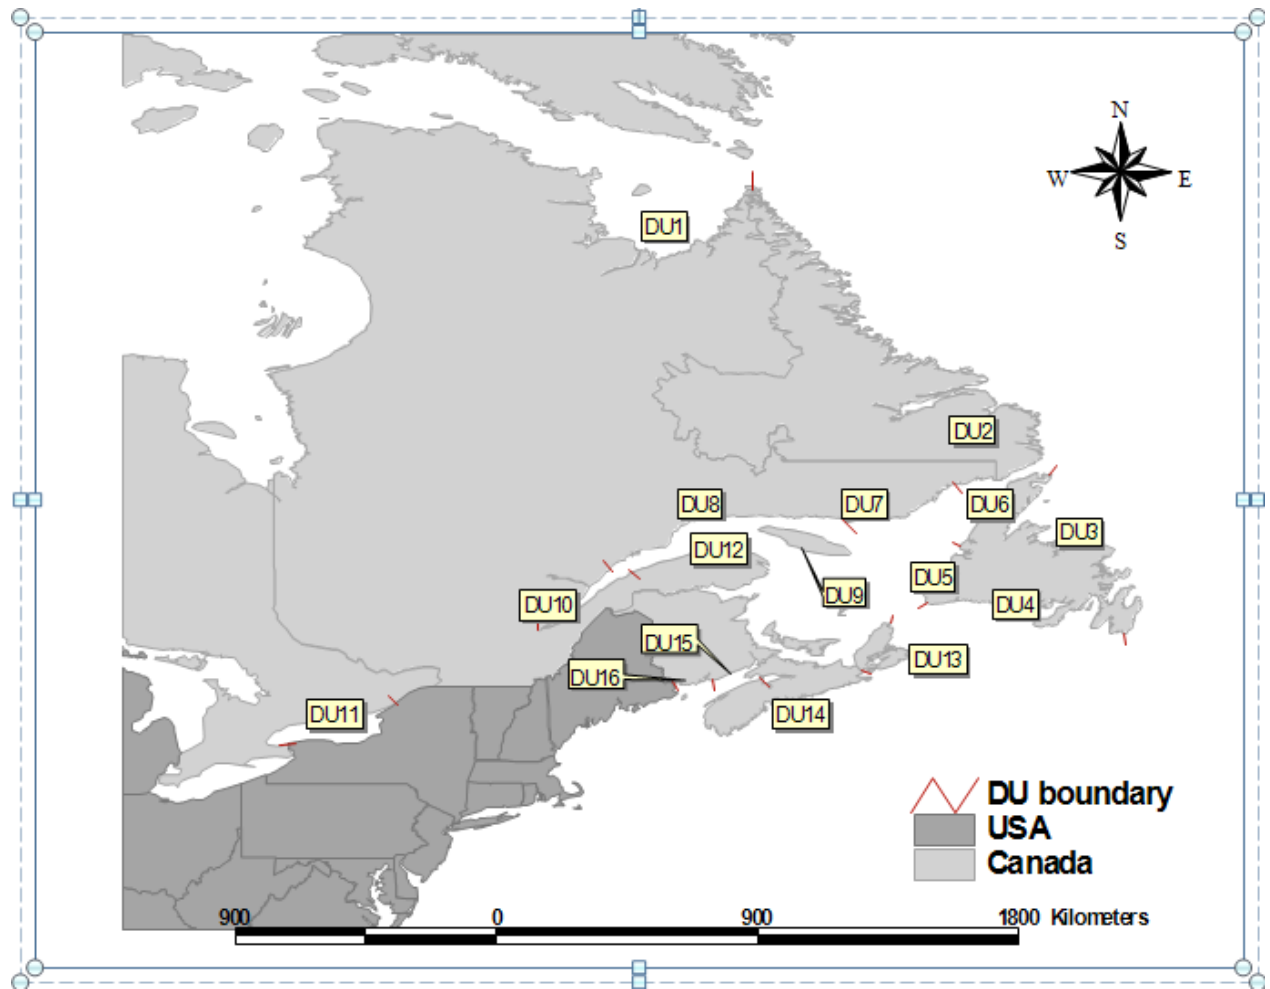 N
W E
S
DU1
DU2
DU8
DU7
DU6
DU3
DU12
DU5
DU9
DU10
DU4
DU15
DU13
DU16
DU11
DU14
DU boundary
USA
Canada
900 0 900 1800 Kilometers